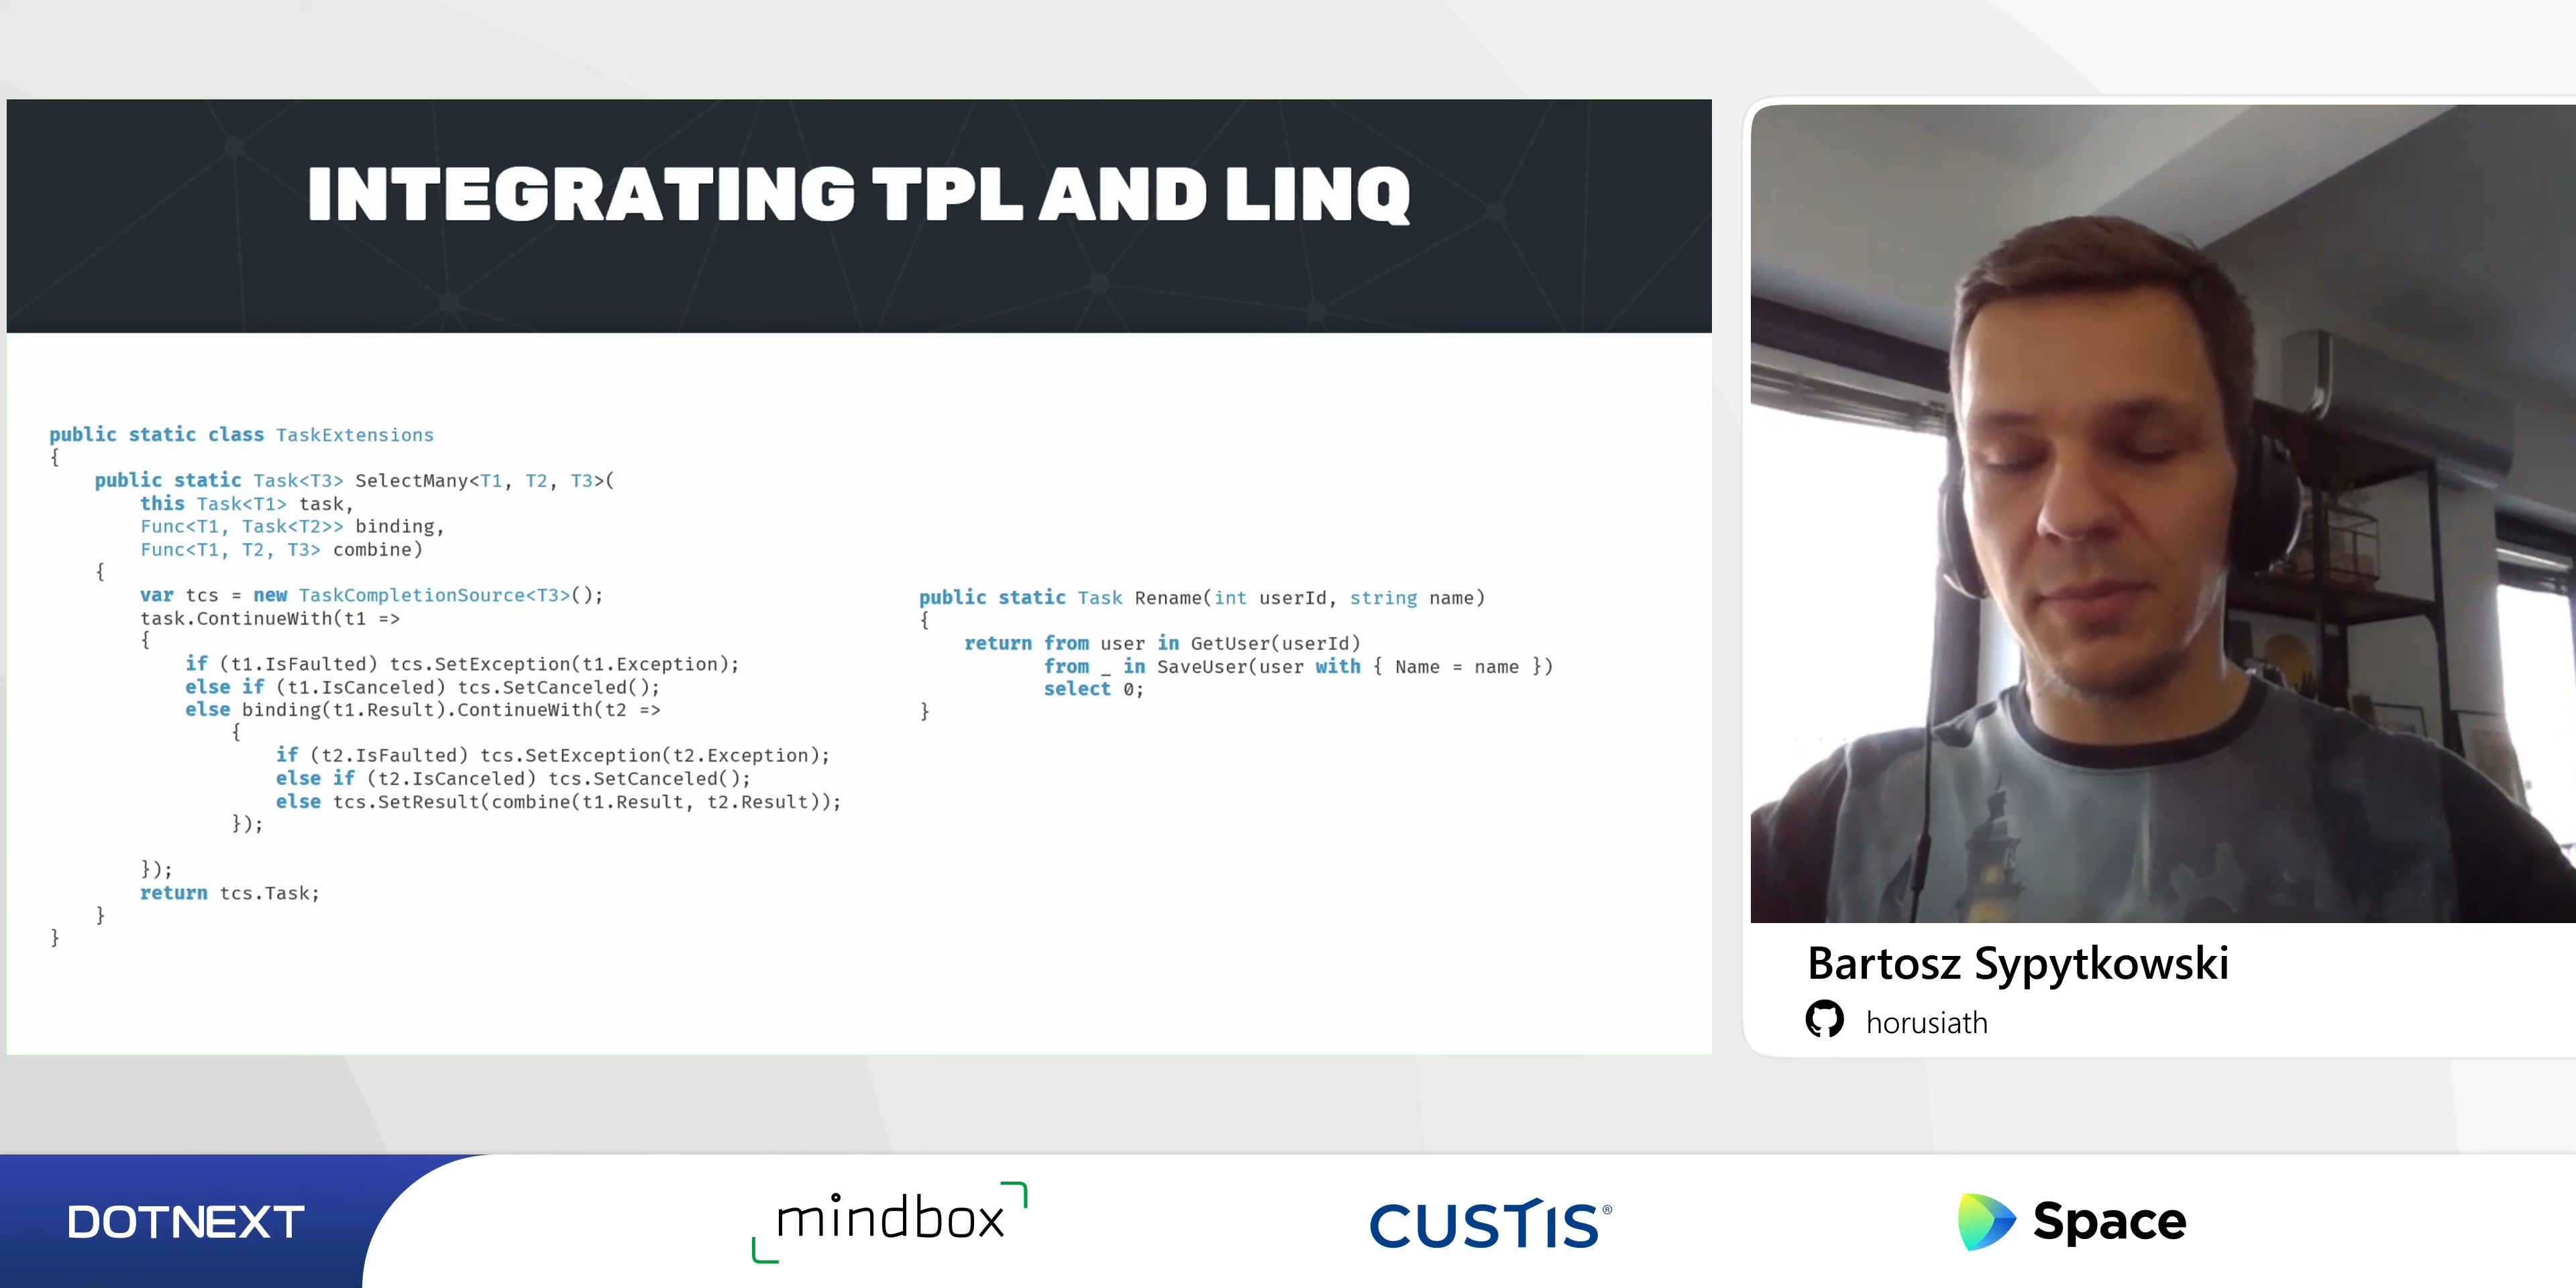 INTEGRATING TPL AND LINQ
public static class TaskExtensions
{
    public static Task<T3> SelectMany<T1, T2, T3>(
        this Task<T1> task,
        Func<T1, Task<T2>> binding,
        Func<T1, T2, T3> combine)
    {
        var tcs = new TaskCompletionSource<T3>();
        task.ContinueWith(t1 =>
        {
            if (t1.IsFaulted) tcs.SetException(t1.Exception);
            else if (t1.IsCanceled) tcs.SetCanceled();
            else binding(t1.Result).ContinueWith(t2 =>
                {
                    if (t2.IsFaulted) tcs.SetException(t2.Exception);
                    else if (t2.IsCanceled) tcs.SetCanceled();
                    else tcs.SetResult(combine(t1.Result, t2.Result));
                });
        });
        return tcs.Task;
    }
}
public static Task Rename(int userId, string name)
{
    return from user in GetUser(userId)
           from _ in SaveUser(user with { Name = name })
           select 0;
}
Bartosz Sypytkowski
horusiath
DOTNEXT
mindbox
CUSTIS®
Space